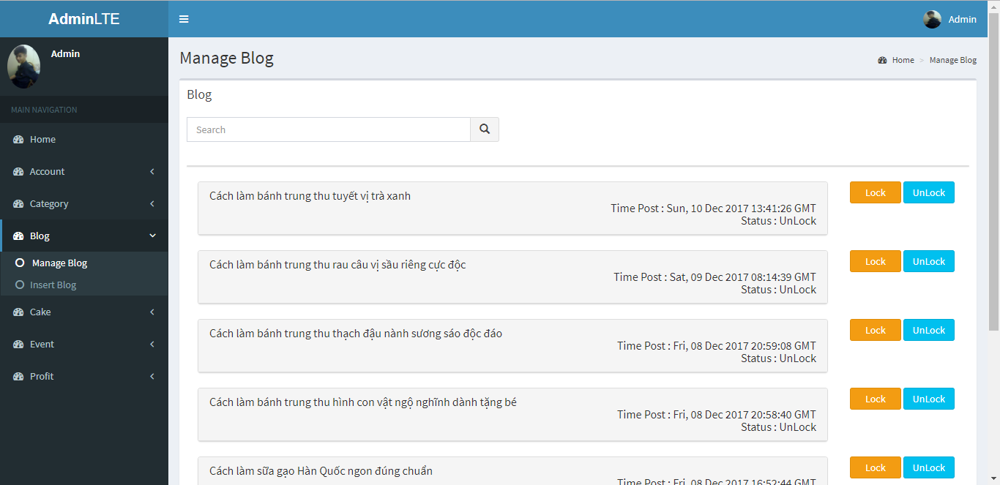 AdminLTE
Admin
Admin
MAIN NAVIGATION
Home
Account
Category
Blog
Manage Blog
Insert Blog
Cake
Event
Profit
Manage Blog
Home > Manage Blog
Blog
Search
Cách làm bánh trung thu tuyết vị trà xanh
Time Post : Sun, 10 Dec 2017 13:41:26 GMT
Status : UnLock
Lock UnLock
Cách làm bánh trung thu rau câu vị sầu riêng cực độc
Time Post : Sat, 09 Dec 2017 08:14:39 GMT
Status : UnLock
Lock UnLock
Cách làm bánh trung thu thạch đậu nành sương sáo độc đáo
Time Post : Fri, 08 Dec 2017 20:59:08 GMT
Status : UnLock
Lock UnLock
Cách làm bánh trung thu hình con vật ngộ nghĩnh dành tặng bé
Time Post : Fri, 08 Dec 2017 20:58:40 GMT
Status : UnLock
Lock UnLock
Cách làm sữa gạo Hàn Quốc ngon đúng chuẩn
Time Post : Fri, 08 Dec 2017 16:52:44 GMT
Lock UnLock